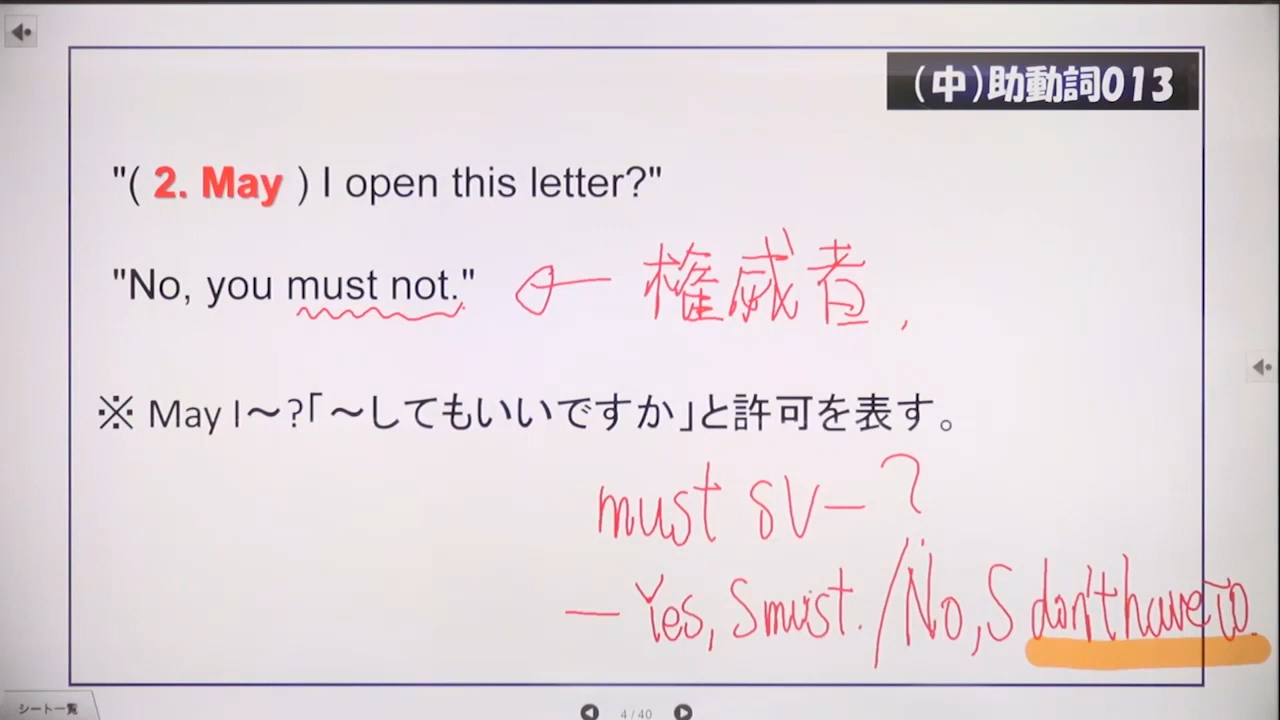 (中)助動詞013
"( 2. May ) I open this letter?"
"No, you must not." ← 権威者,
※ May I～?「～してもいいですか」と許可を表す。
must SV― ?
― Yes, S must. / No, S don't have to.
シート一覧
4 / 40